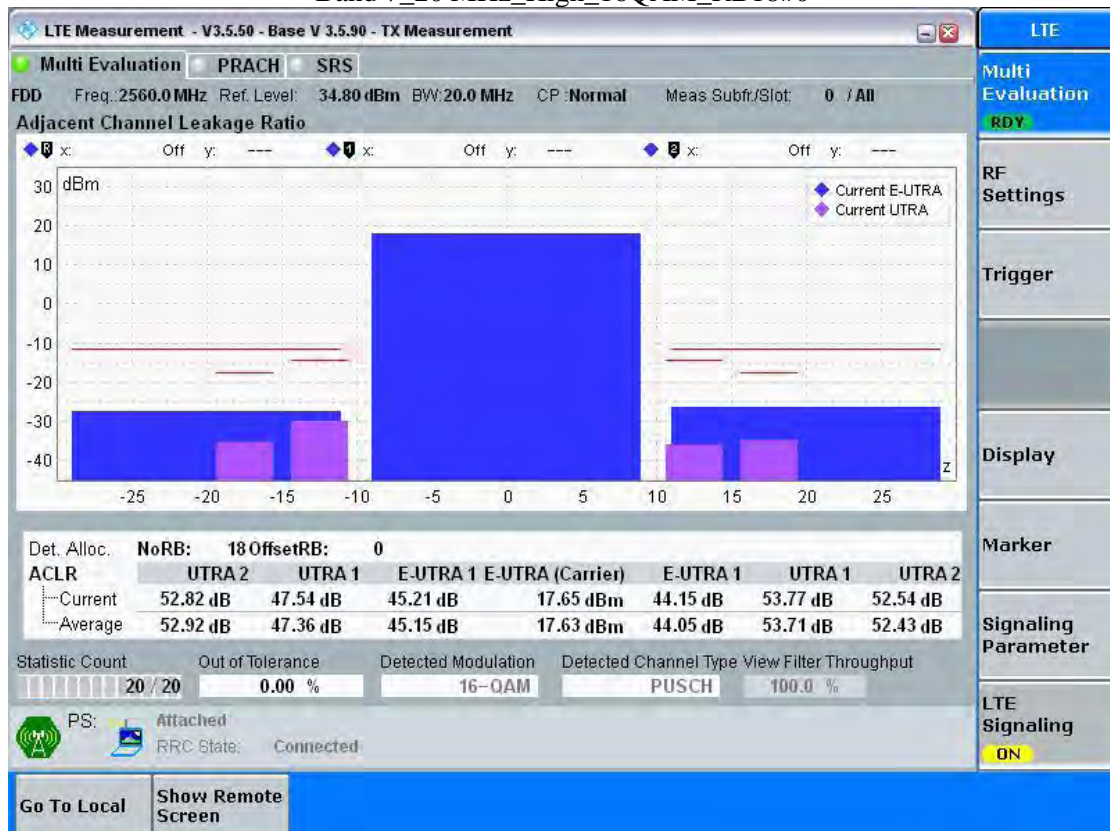 LTE Measurement - V3.5.50 - Base V 3.5.90 - TX Measurement
LTE
Multi Evaluation PRACH SRS
Multi Evaluation
RDY
FDD Freq.:2560.0 MHz Ref. Level: 34.80 dBm BW:20.0 MHz CP :Normal Meas Subfr./Slot: 0 / All
Adjacent Channel Leakage Ratio
R x: Off y: --- 1 x: Off y: --- 2 x: Off y: ---
RF Settings
dBm
Current E-UTRA
Current UTRA
30
20
10
0
-10
-20
-30
-40
z
-25 -20 -15 -10 -5 0 5 10 15 20 25
Trigger
Display
Det. Alloc. NoRB: 18 OffsetRB: 0
ACLR UTRA 2 UTRA 1 E-UTRA 1 E-UTRA (Carrier) E-UTRA 1 UTRA 1 UTRA 2
Current 52.82 dB 47.54 dB 45.21 dB 17.65 dBm 44.15 dB 53.77 dB 52.54 dB
Average 52.92 dB 47.36 dB 45.15 dB 17.63 dBm 44.05 dB 53.71 dB 52.43 dB
Marker
Signaling Parameter
Statistic Count Out of Tolerance Detected Modulation Detected Channel Type View Filter Throughput
20 / 20 0.00 % 16-QAM PUSCH 100.0 %
PS: Attached
RRC State: Connected
LTE Signaling
ON
Go To Local
Show Remote Screen